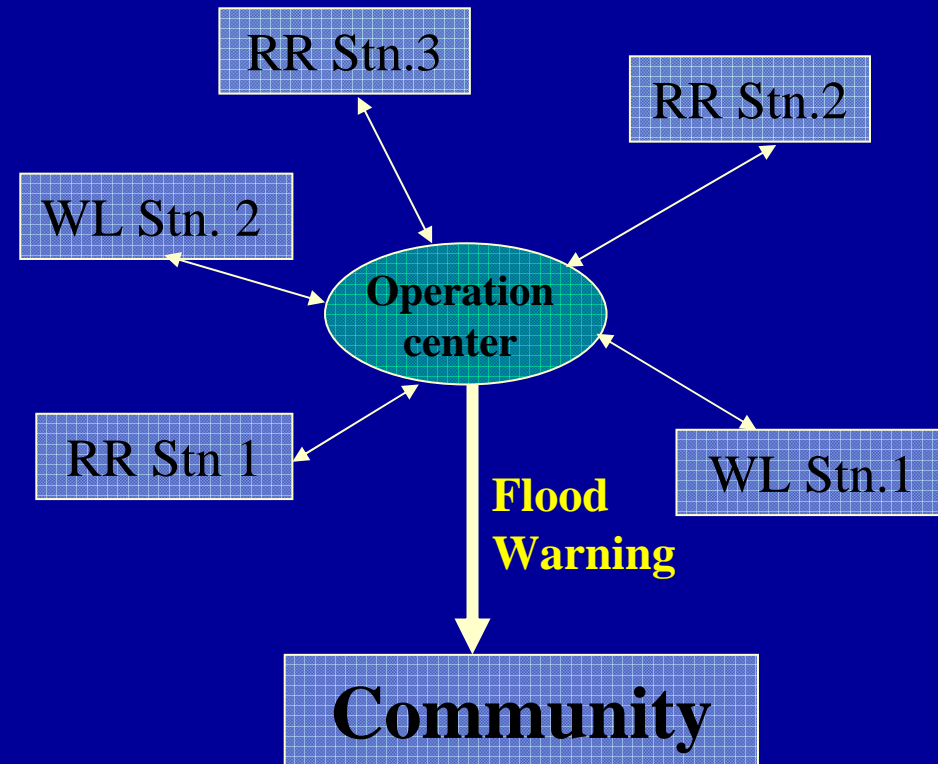 RR Stn.3
RR Stn.2
WL Stn. 2
Operation
center
RR Stn 1
WL Stn.1
Flood
Warning
Community